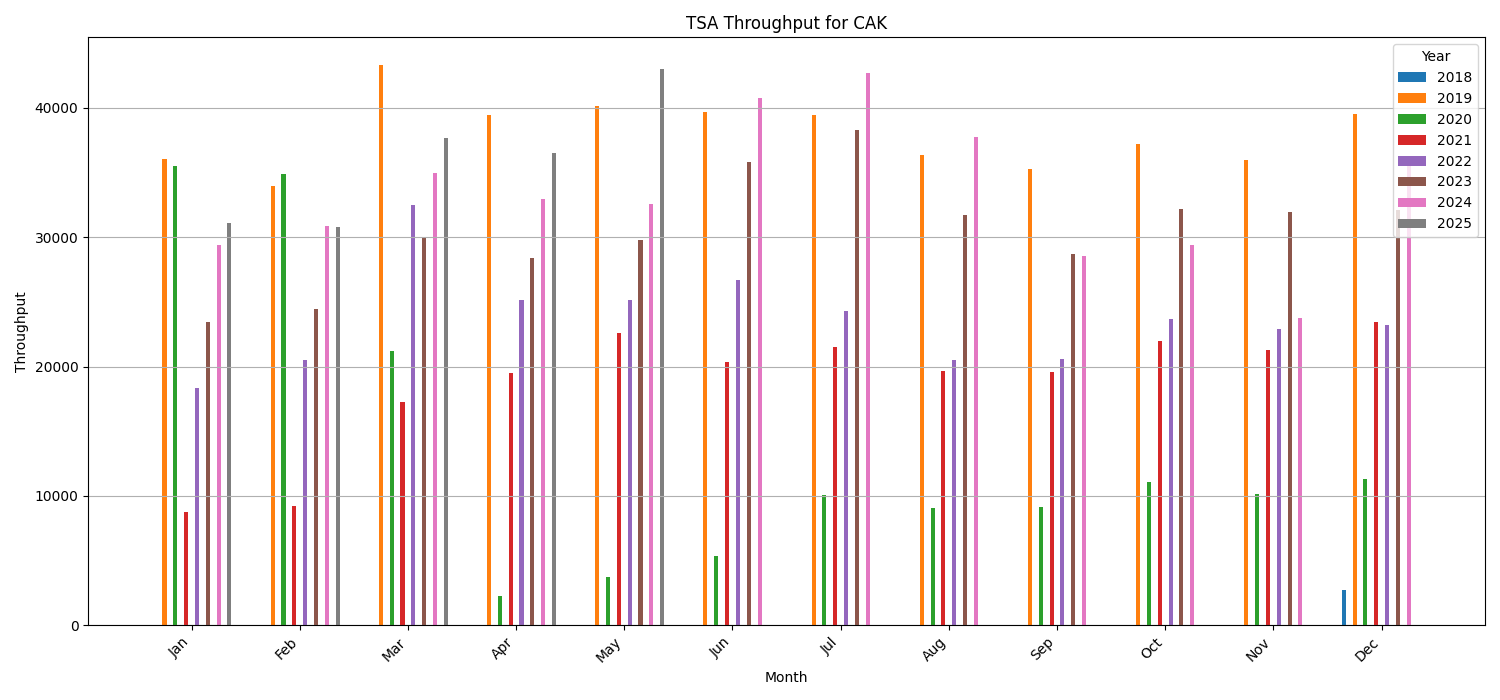 TSA Throughput for CAK
Year
2018
2019
2020
2021
2022
2023
2024
2025
Throughput
40000
30000
20000
10000
0
Jan
Feb
Mar
Apr
May
Jun
Jul
Aug
Sep
Oct
Nov
Dec
Month